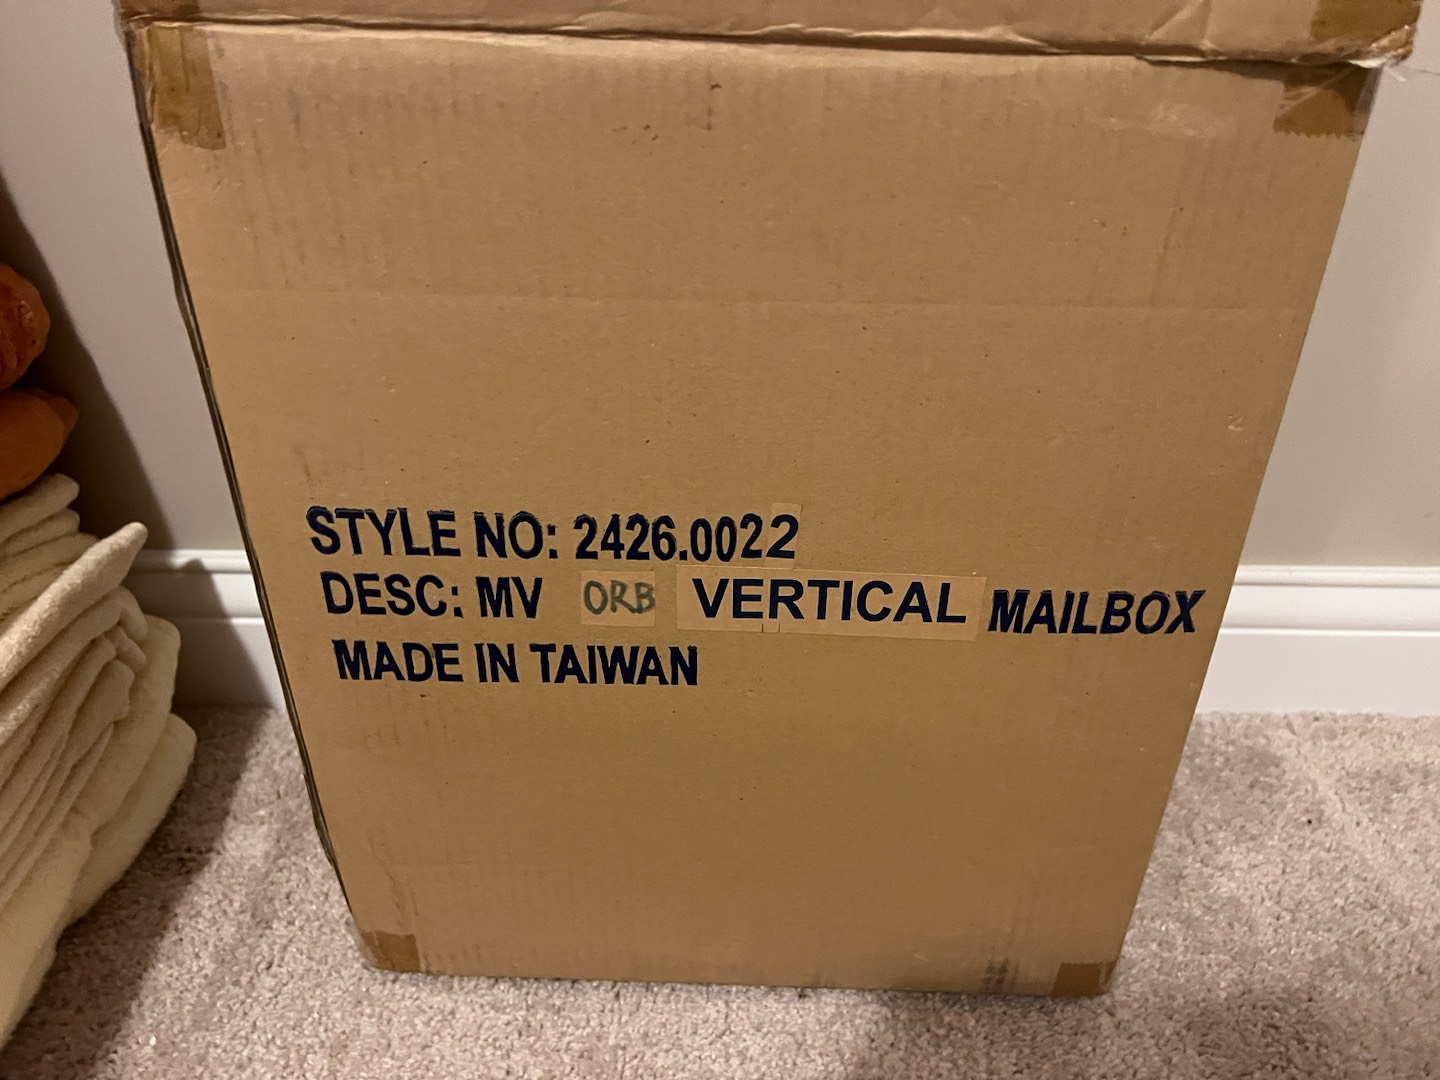 STYLE NO: 2426.0022
DESC: MV ORB VERTICAL MAILBOX
MADE IN TAIWAN